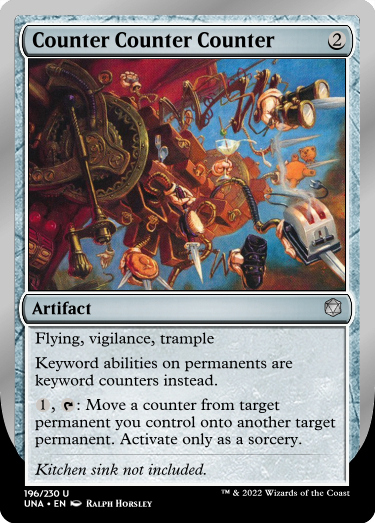 Counter Counter Counter 2
Artifact
Flying, vigilance, trample
Keyword abilities on permanents are
keyword counters instead.
1, : Move a counter from target
permanent you control onto another target
permanent. Activate only as a sorcery.
Kitchen sink not included.
196/230 U
UNA • EN RALPH HORSLEY
™ & 2022 Wizards of the Coast